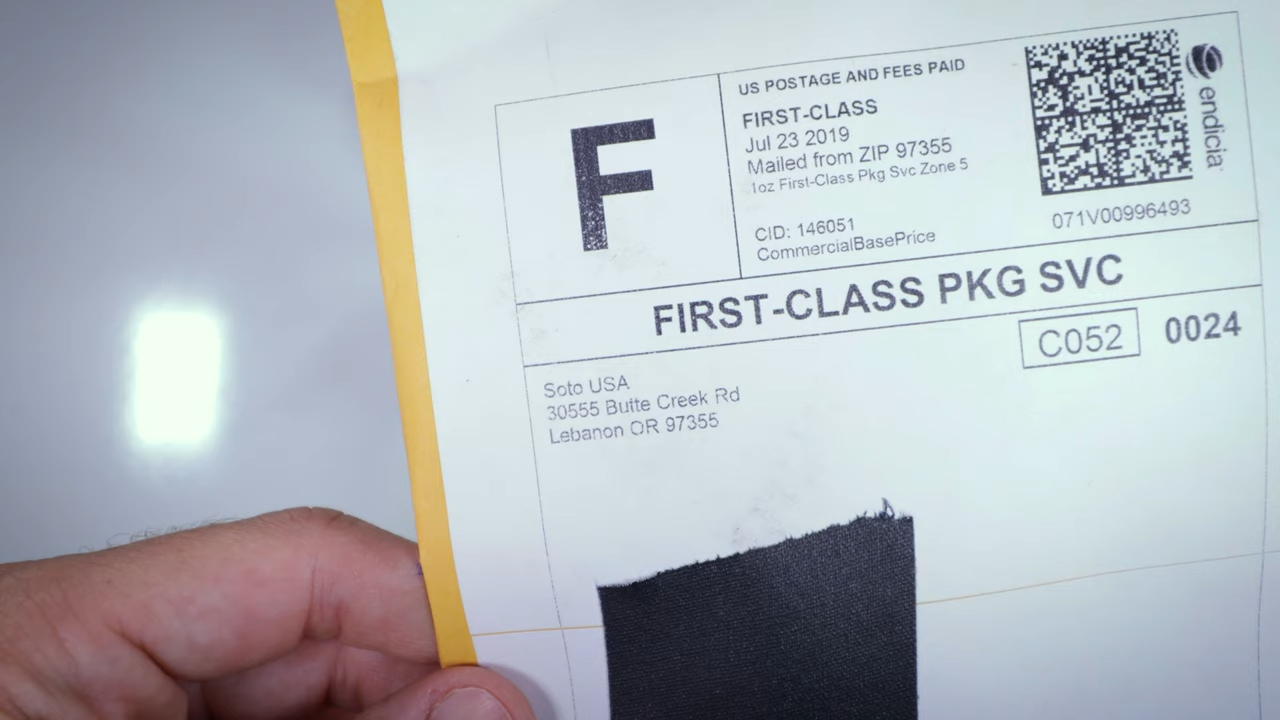 F
US POSTAGE AND FEES PAID
FIRST-CLASS
Jul 23 2019
Mailed from ZIP 97355
1oz First-Class Pkg Svc Zone 5
CID: 146051
CommercialBasePrice
endicia
071V00996493
FIRST-CLASS PKG SVC
C052 0024
Soto USA
30555 Butte Creek Rd
Lebanon OR 97355